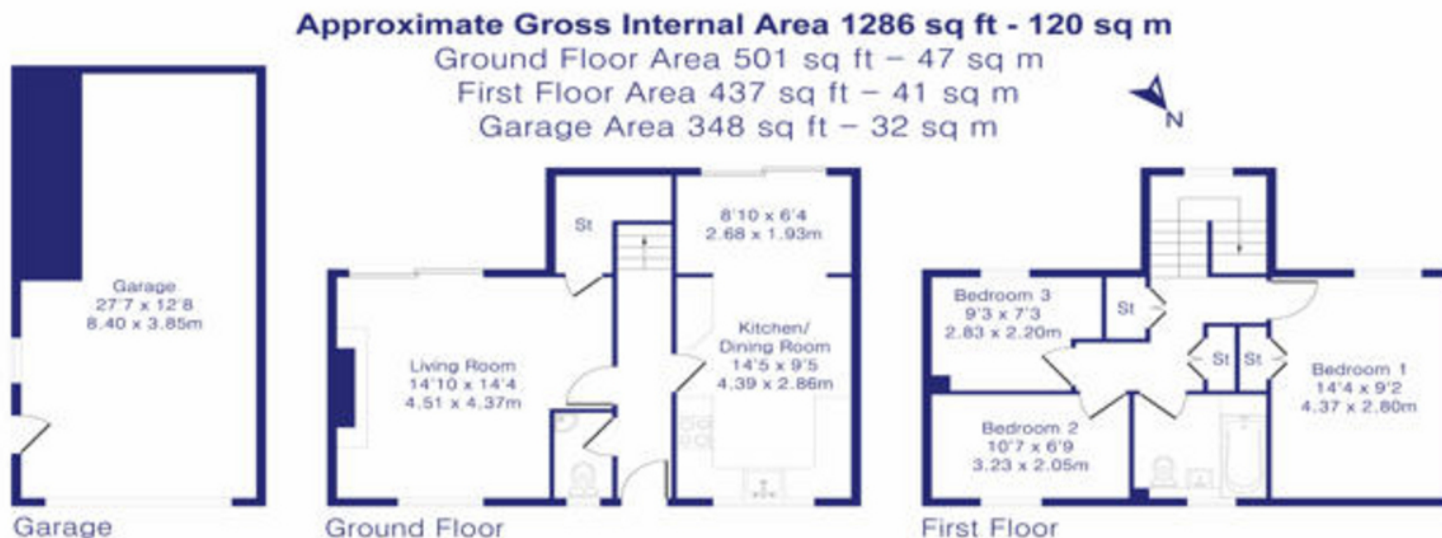 Approximate Gross Internal Area 1286 sq ft - 120 sq m
Ground Floor Area 501 sq ft – 47 sq m
First Floor Area 437 sq ft – 41 sq m
Garage Area 348 sq ft – 32 sq m
N
Garage
27'7 x 12'8
8.40 x 3.85m
Garage
St
8'10 x 6'4
2.68 x 1.93m
Living Room
14'10 x 14'4
4.51 x 4.37m
Kitchen/
Dining Room
14'5 x 9'5
4.39 x 2.86m
Ground Floor
Bedroom 3
9'3 x 7'3
2.83 x 2.20m
St
St
St
Bedroom 1
14'4 x 9'2
4.37 x 2.80m
Bedroom 2
10'7 x 6'9
3.23 x 2.05m
First Floor